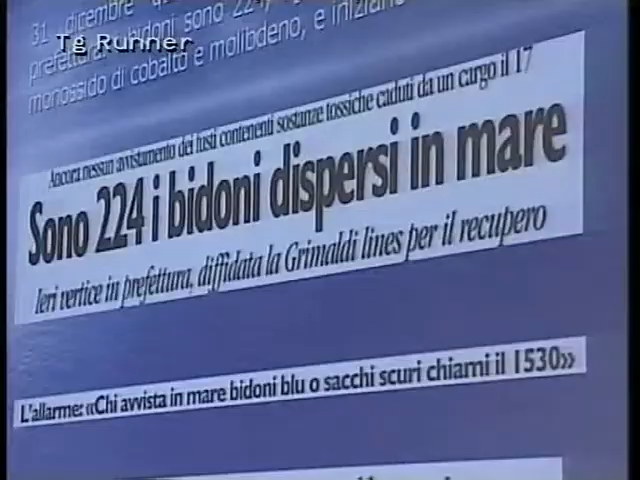 Tg Runner
31 dicembre
prefettura. i bidoni sono 224,
monossido di cobalto e molibdeno, e iniziano
Ancora nessun avvistamento dei fusti contenenti sostanze tossiche caduti da un cargo il 17
Sono 224 i bidoni dispersi in mare
Ieri vertice in prefettura, diffidata la Grimaldi lines per il recupero
L'allarme: «Chi avvista in mare bidoni blu o sacchi scuri chiami il 1530»